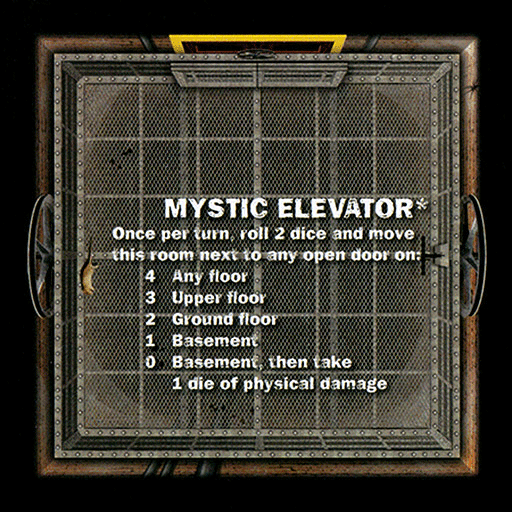 MYSTIC ELEVATOR*
Once per turn, roll 2 dice and move
this room next to any open door on:
4 Any floor
3 Upper floor
2 Ground floor
1 Basement
0 Basement, then take
1 die of physical damage